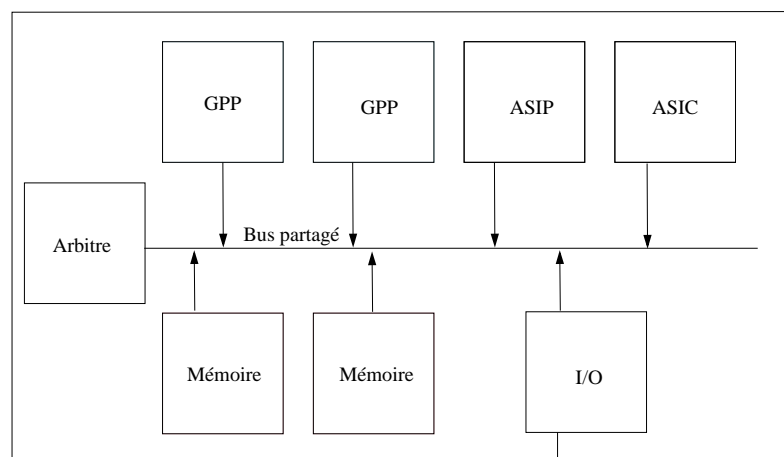 GPP
GPP
ASIP
ASIC
Arbitre
Bus partagé
Mémoire
Mémoire
I/O